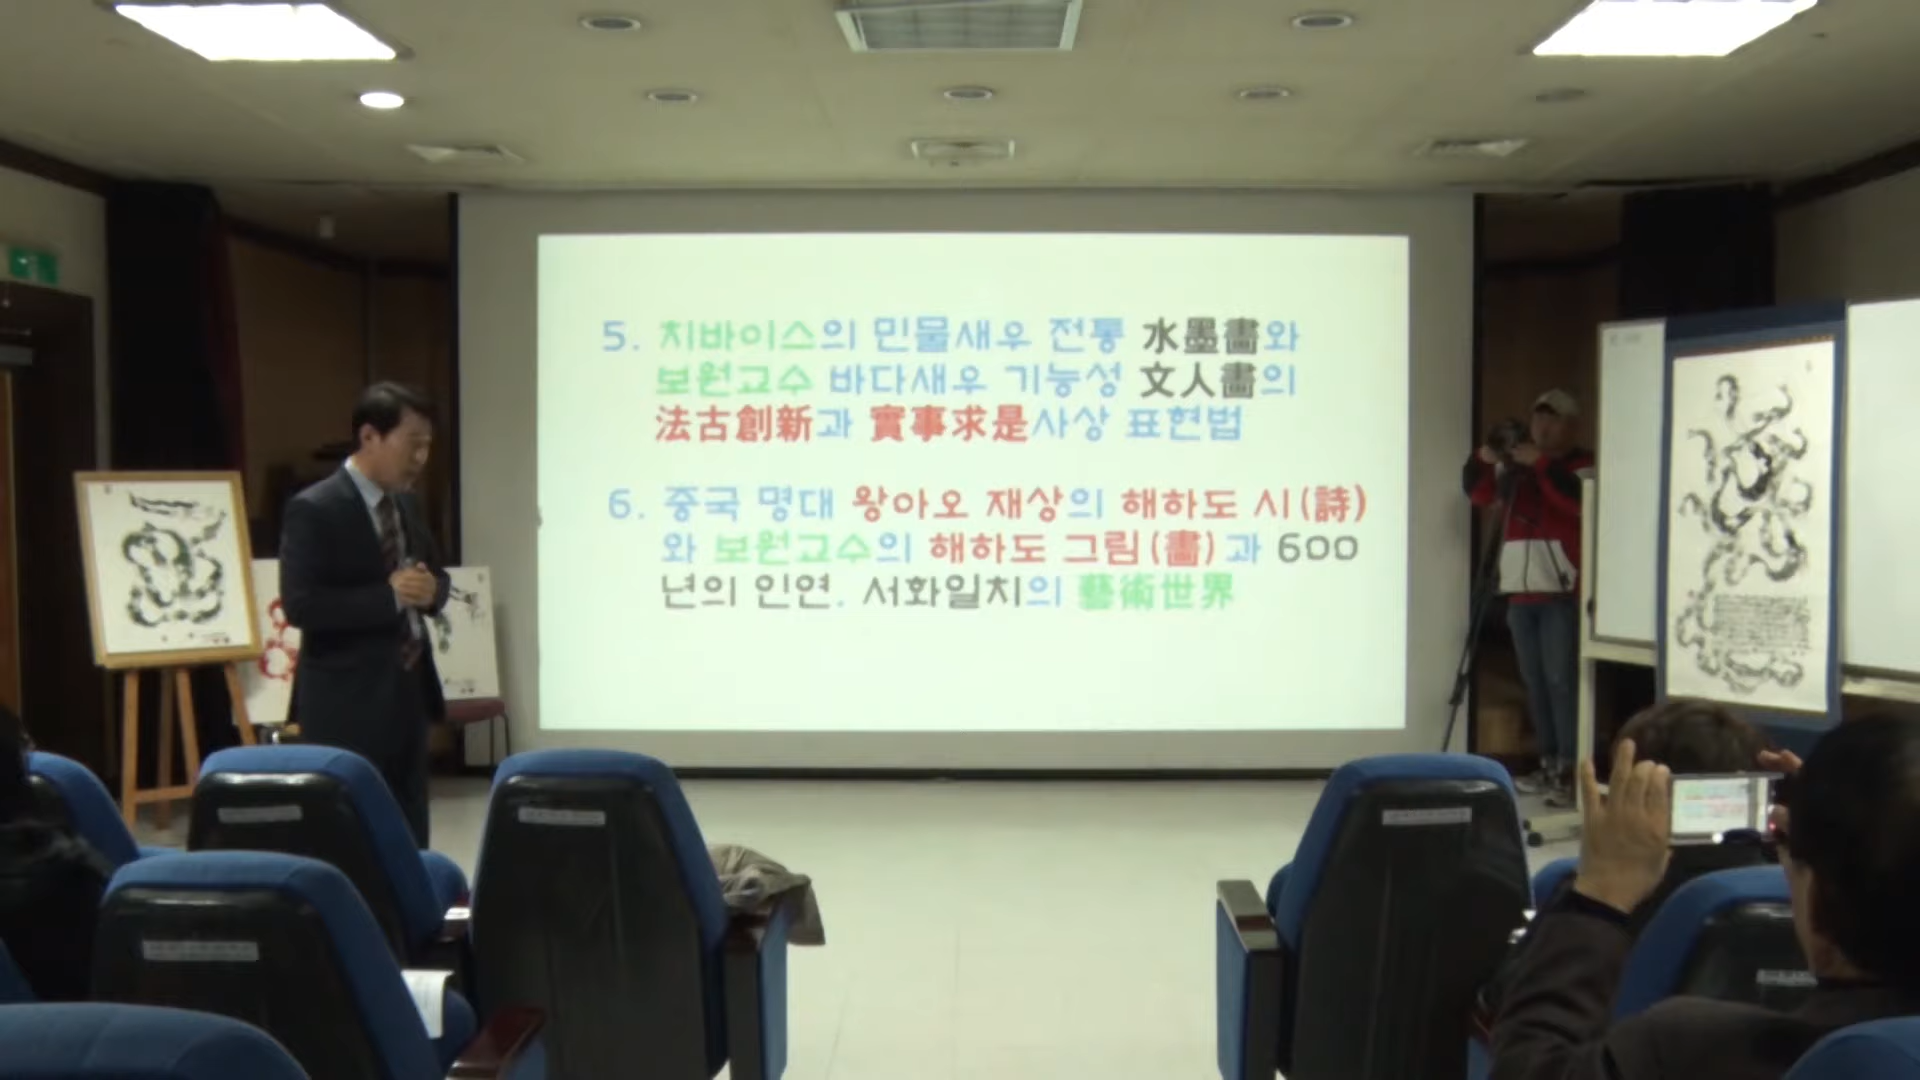 5. 치바이스의 민물새우 전통 水墨畵와
보원교수 바다새우 기능성 文人畵의
法古創新과 實事求是사상 표현법
6. 중국 명대 왕아오 재상의 해하도 시(詩)
와 보원교수의 해하도 그림(畵)과 600
년의 인연. 서화일치의 藝術世界